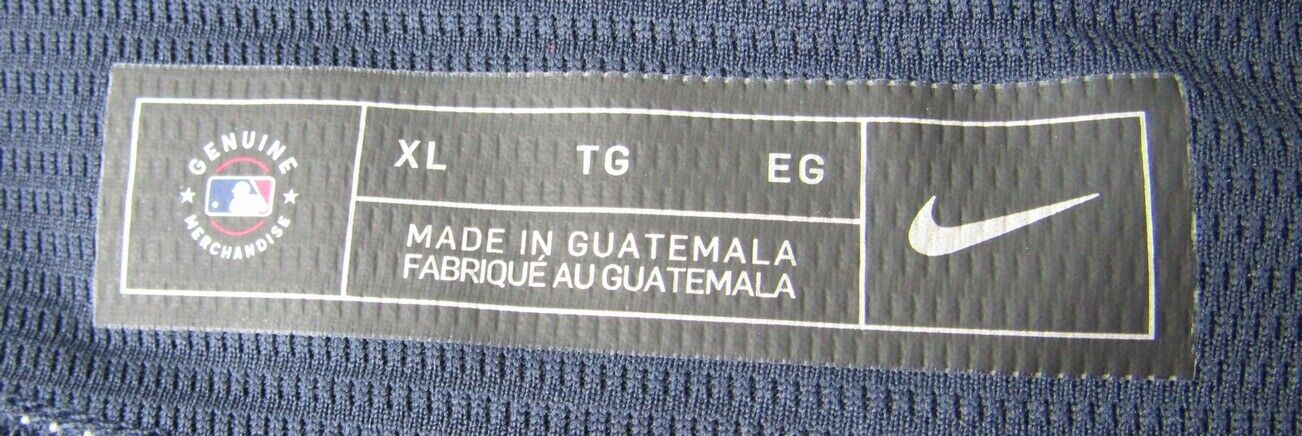 GENUINE
MERCHANDISE
XL TG EG
MADE IN GUATEMALA
FABRIQUÉ AU GUATEMALA